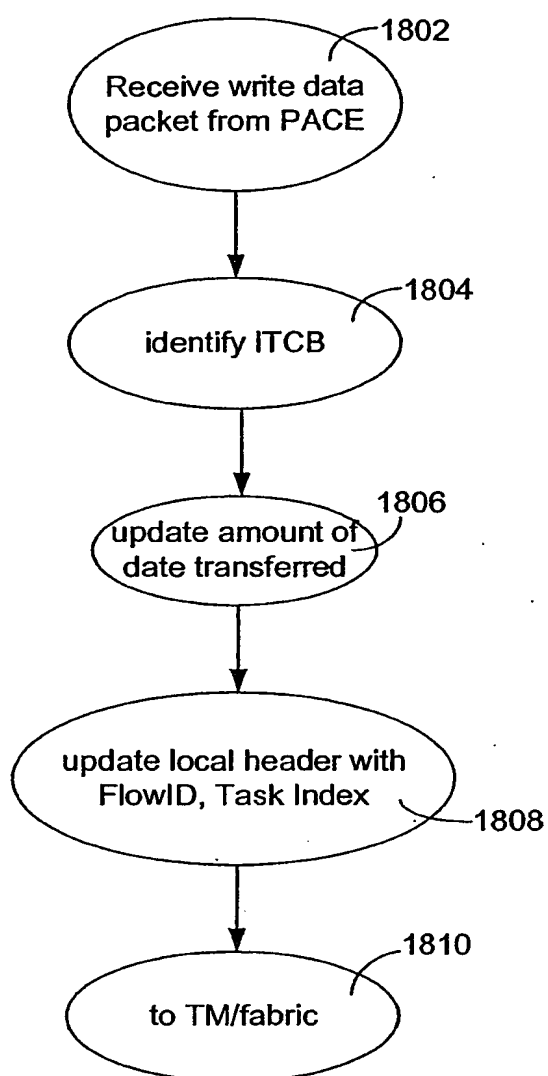 1802
Receive write data
packet from PACE
1804
identify ITCB
1806
update amount of
date transferred
update local header with
FlowID, Task Index
1808
1810
to TM/fabric